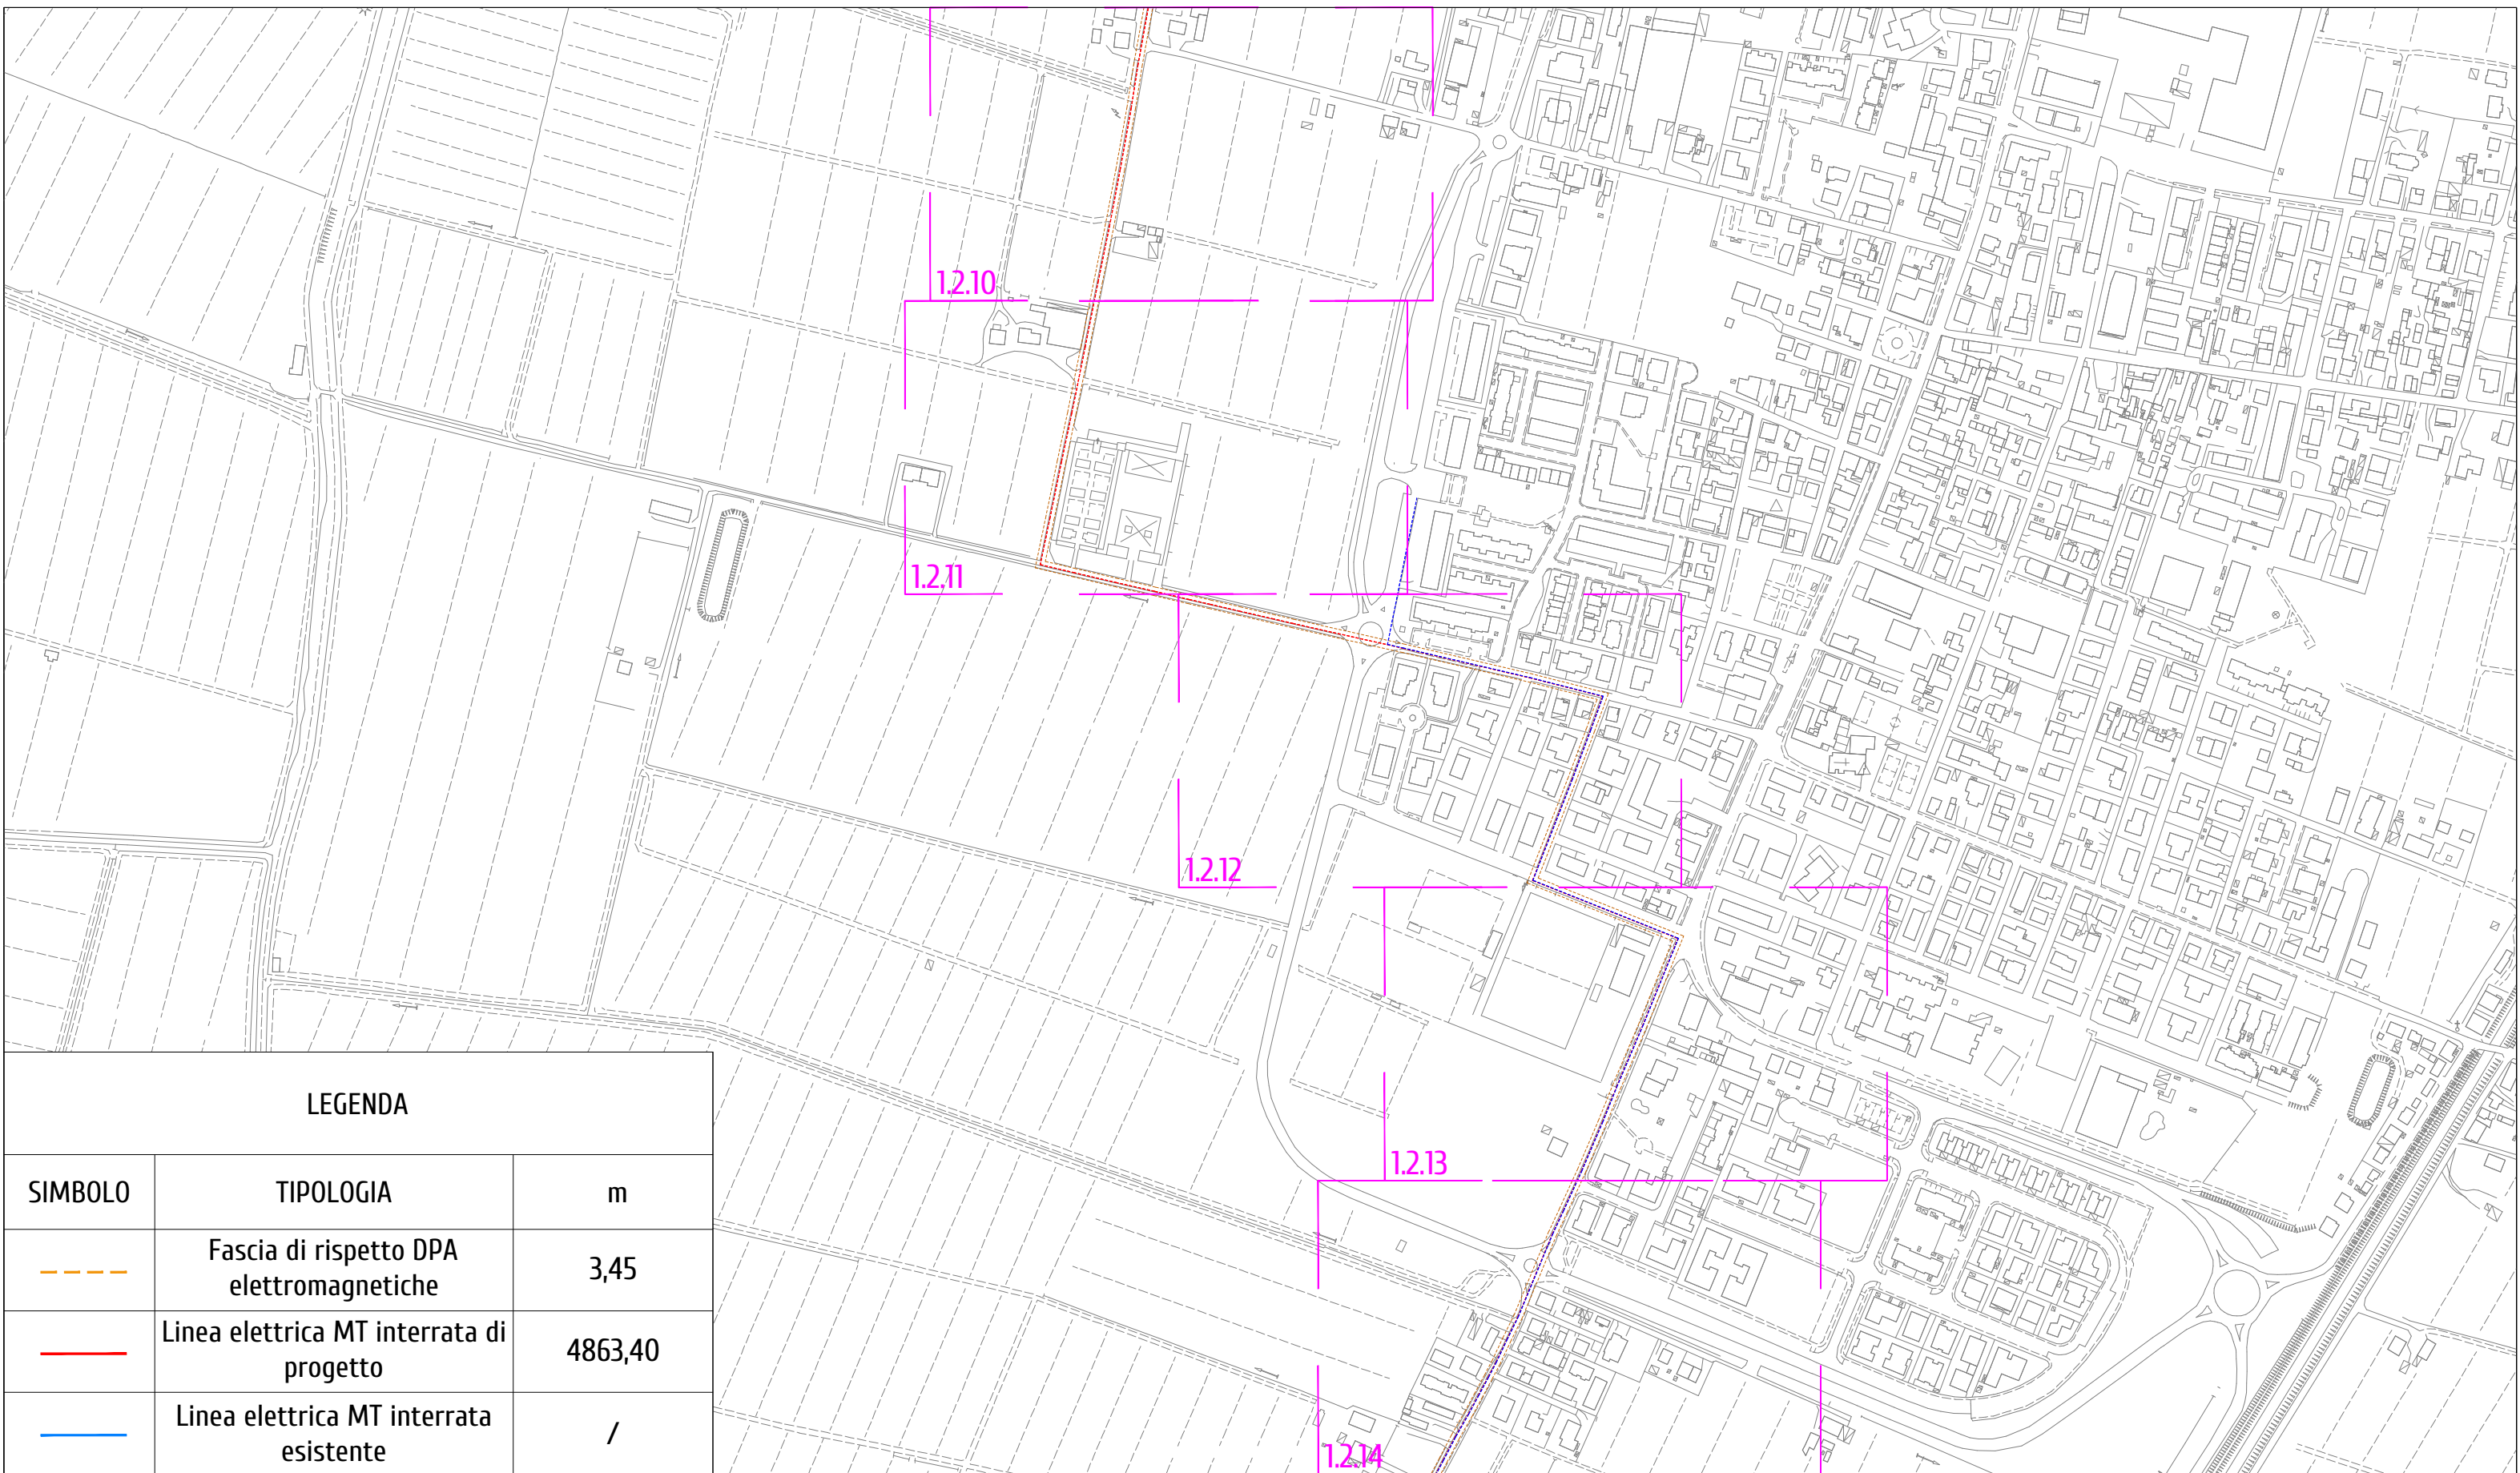 1.2.10
1.2.11
1.2.12
1.2.13
1.2.14
LEGENDA
SIMBOLO TIPOLOGIA m
Fascia di rispetto DPA
elettromagnetiche
3,45
Linea elettrica MT interrata di
progetto
4863,40
Linea elettrica MT interrata
esistente
/